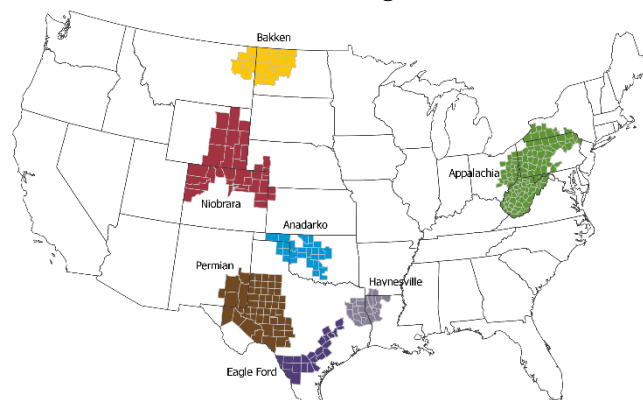 Bakken
Appalachia
Niobrara
Anadarko
Permian
Haynesville
Eagle Ford